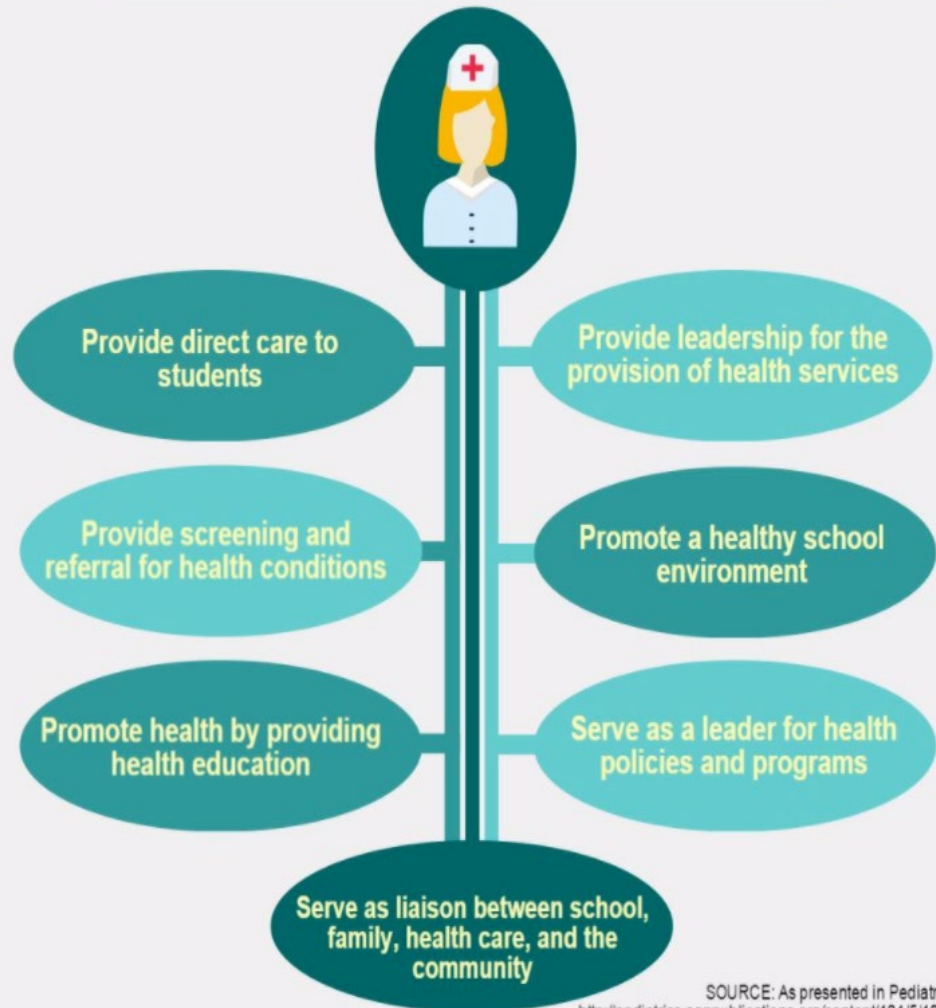 Provide direct care to
students
Provide leadership for the
provision of health services
Provide screening and
referral for health conditions
Promote a healthy school
environment
Promote health by providing
health education
Serve as a leader for health
policies and programs
Serve as liaison between school,
family, health care, and the
community
SOURCE: As presented in